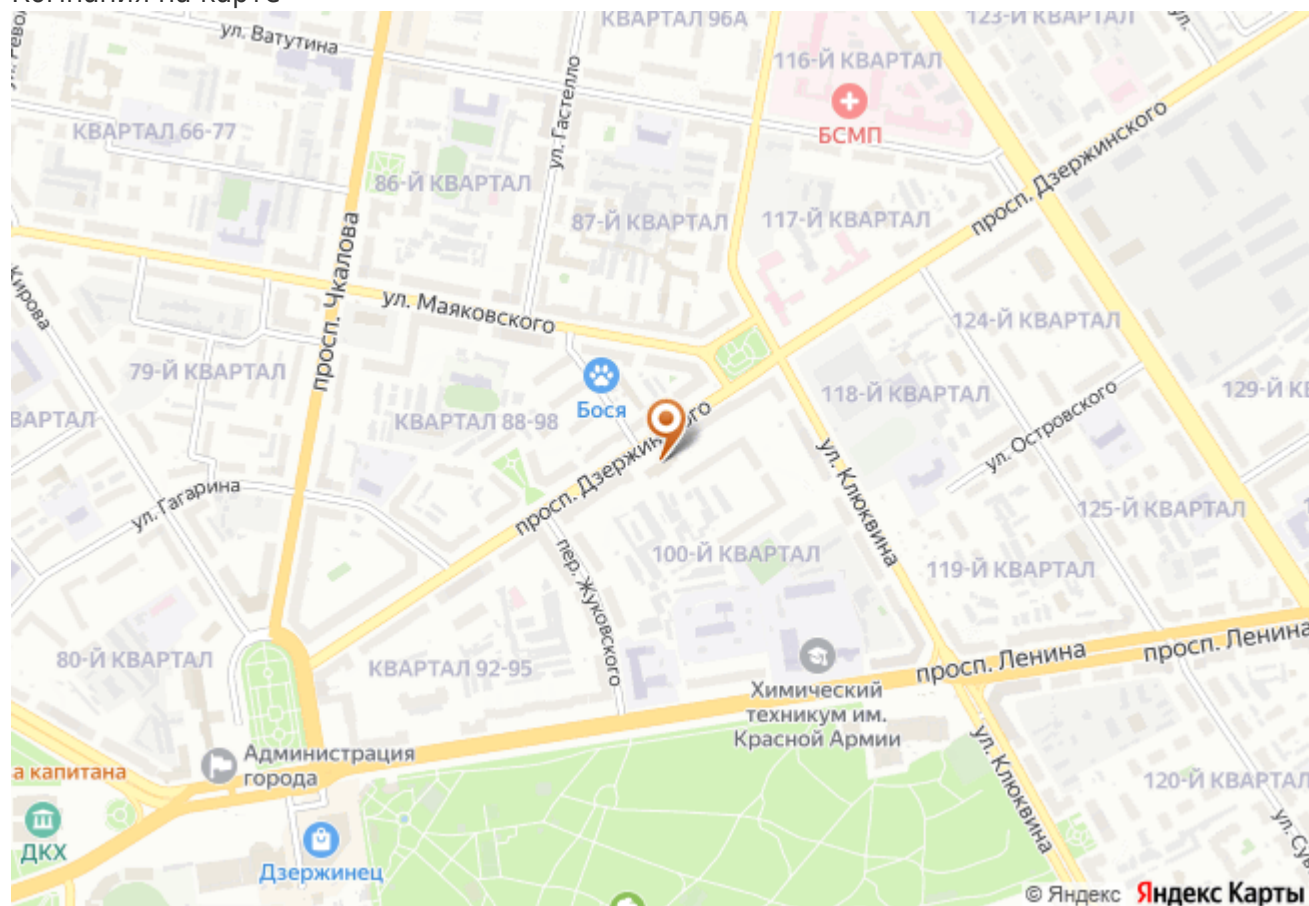 Компания на карте
КВАРТАЛ 96А
123-Й КВАРТАЛ
ул.
ул. Ватутина
ул. Гастелло
116-Й КВАРТАЛ
БСМП
КВАРТАЛ 66-77
просп. Дзержинского
86-Й КВАРТАЛ
87-Й КВАРТАЛ
117-Й КВАРТАЛ
просп. Чкалова
Кирова
ул. Маяковского
124-Й КВАРТАЛ
79-Й КВАРТАЛ
Бося
118-Й КВАРТАЛ
129-Й
ВАРТАЛ
КВАРТАЛ 88-98
ул. Островского
ул. Клюквина
ул. Гагарина
просп.
125-Й КВАРТАЛ
100-Й КВАРТАЛ
пер. Жуковского
119-Й КВАРТАЛ
80-Й КВАРТАЛ
КВАРТАЛ 92-95
просп. Ленина
просп. Ленина
Химический
техникум им.
Красной Армии
Администрация
города
а капитана
ул. Клюквина
120-Й КВАРТАЛ
ДКХ
Дзержинец
© Яндекс Яндекс Карты